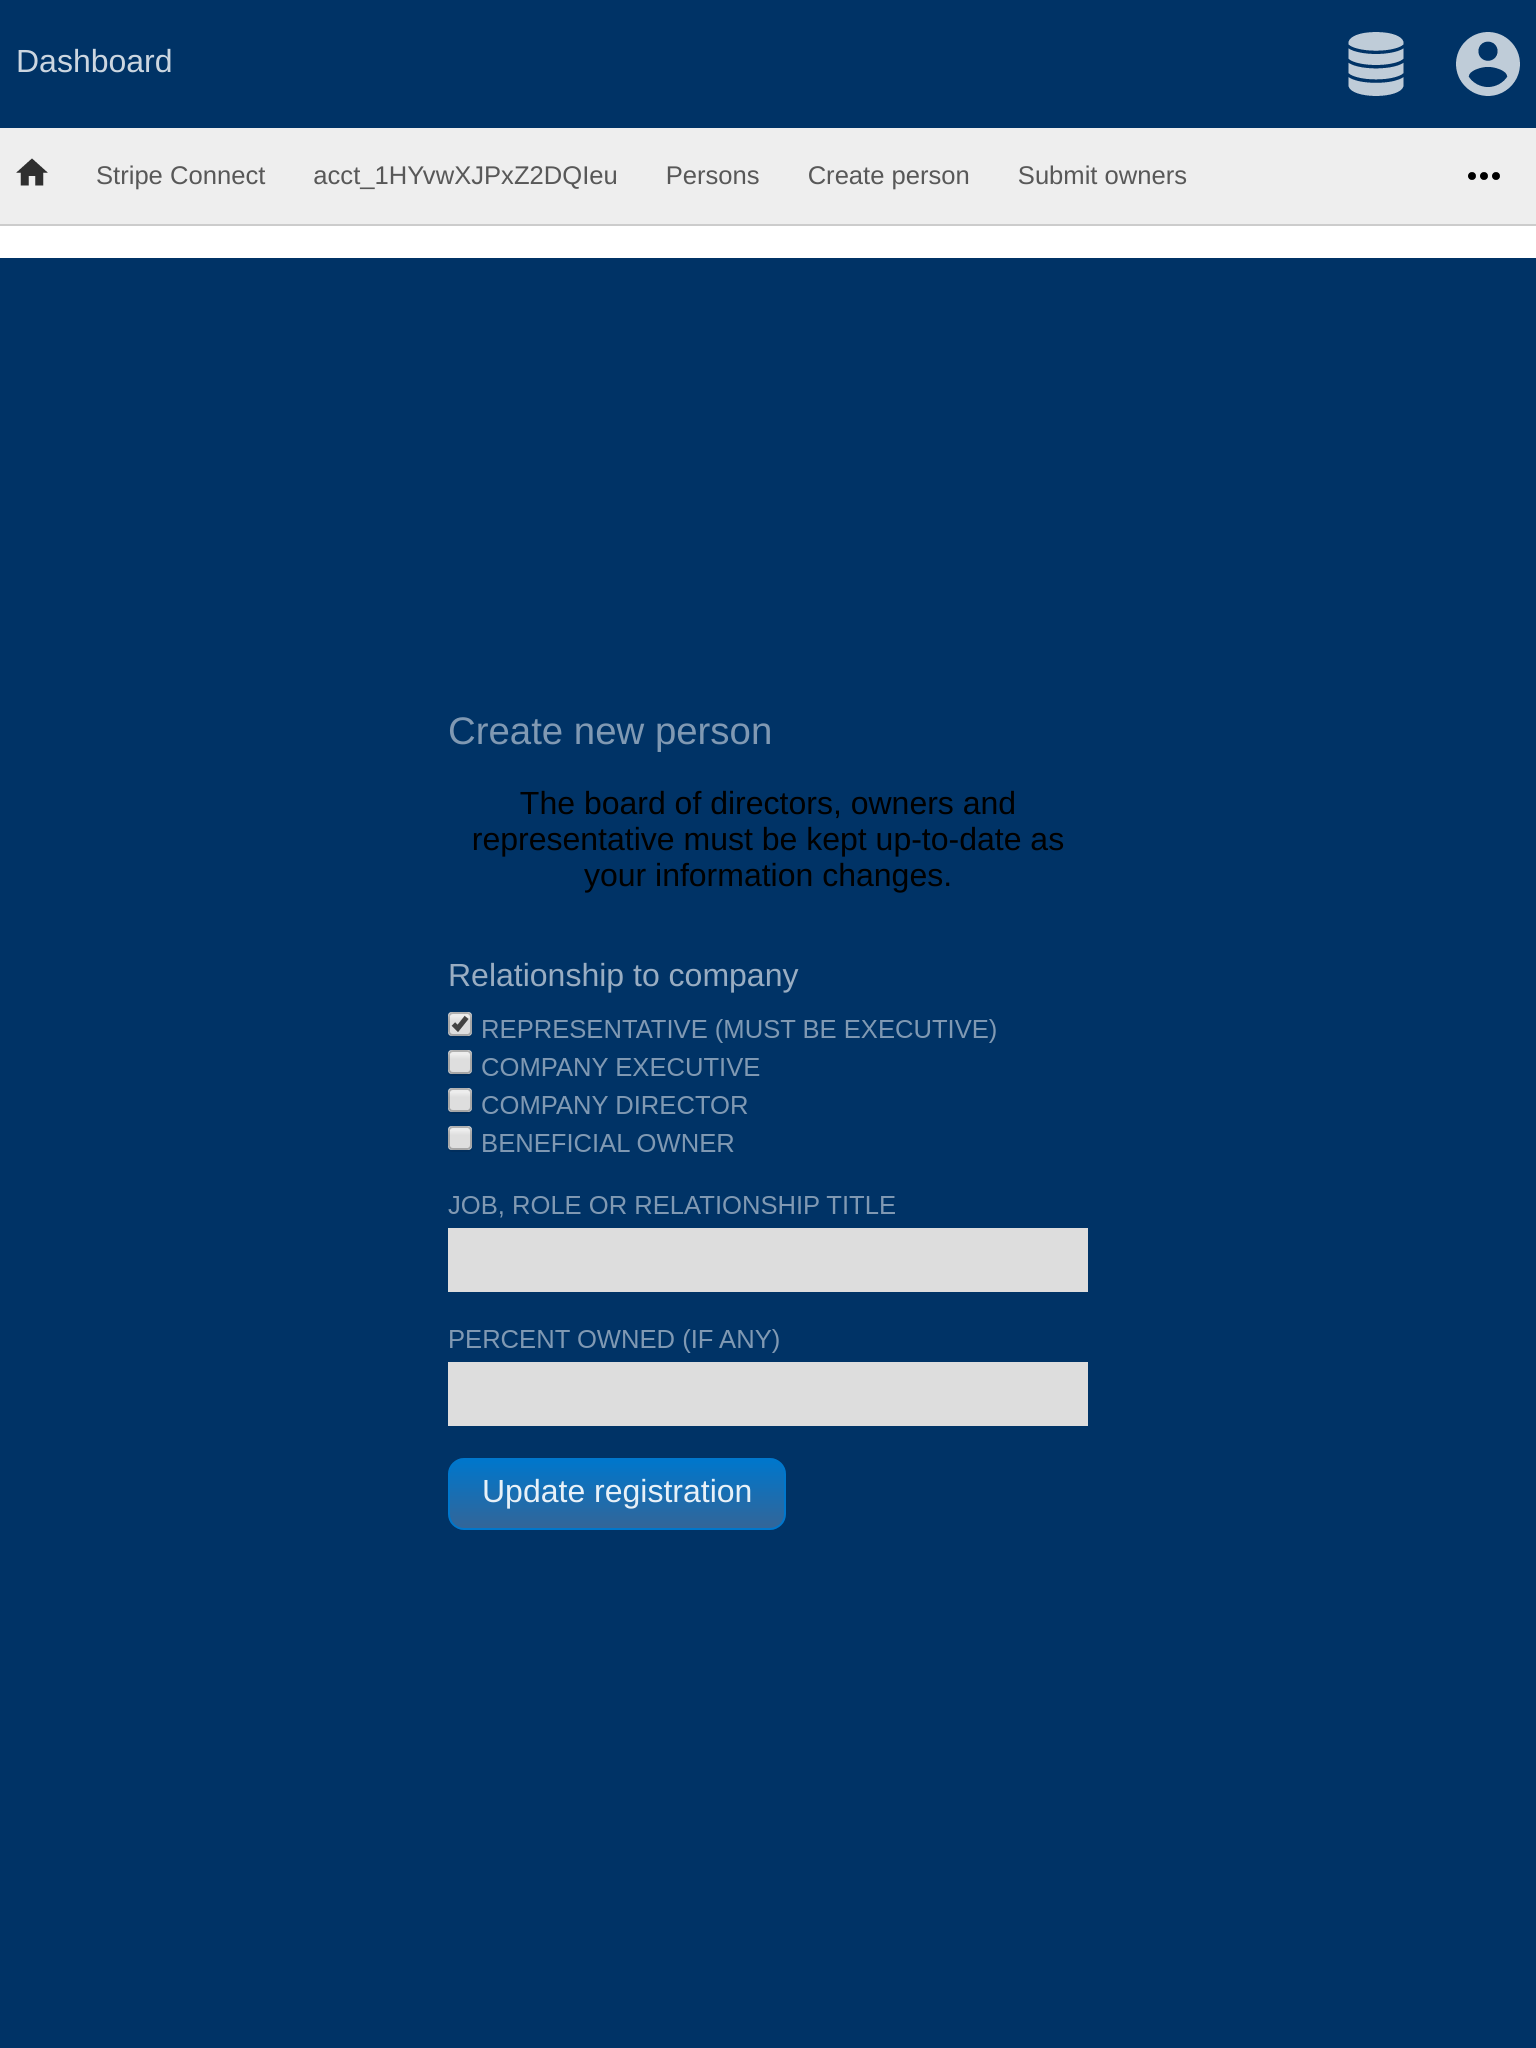 Dashboard
Stripe Connect acct_1HYvwXJPxZ2DQIeu Persons Create person Submit owners
Create new person
The board of directors, owners and
representative must be kept up-to-date as
your information changes.
Relationship to company
REPRESENTATIVE (MUST BE EXECUTIVE)
COMPANY EXECUTIVE
COMPANY DIRECTOR
BENEFICIAL OWNER
JOB, ROLE OR RELATIONSHIP TITLE
PERCENT OWNED (IF ANY)
Update registration